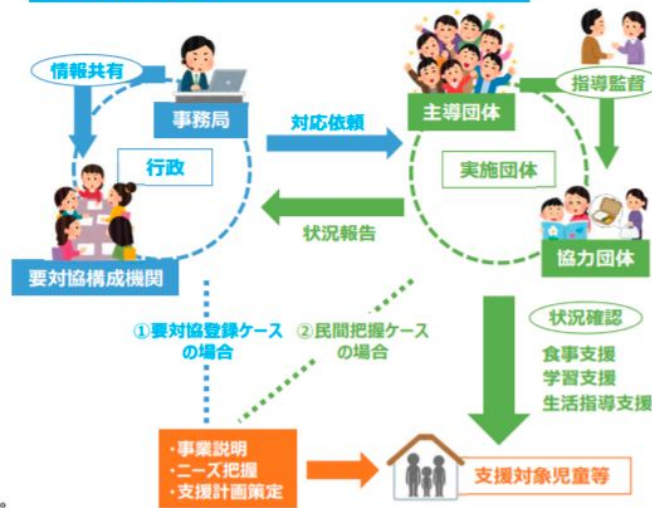 情報共有
事務局
行政
要対協構成機関
対応依頼
状況報告
主導団体
指導監督
実施団体
協力団体
①要対協登録ケース
の場合
②民間把握ケース
の場合
状況確認
食事支援
学習支援
生活指導支援
・事業説明
・ニーズ把握
・支援計画策定
支援対象児童等
。